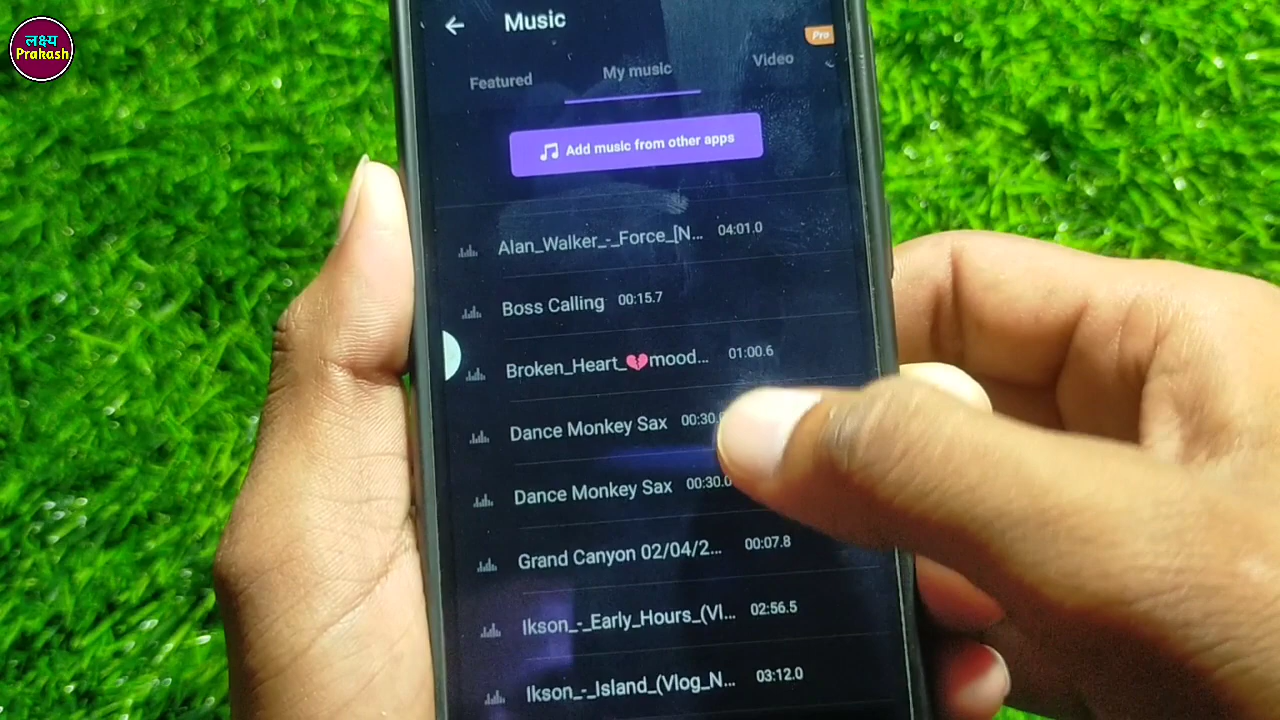 लक्ष्य
Prakash
Music
Pro
Featured
My music
Video
Add music from other apps
Alan_Walker_-_Force_[N... 04:01.0
Boss Calling 00:15.7
Broken_Heart_💔mood... 01:00.6
Dance Monkey Sax 00:30.
Dance Monkey Sax 00:30.0
Grand Canyon 02/04/2... 00:07.8
Ikson_-_Early_Hours_(Vl... 02:56.5
Ikson_-_Island_(Vlog_N... 03:12.0